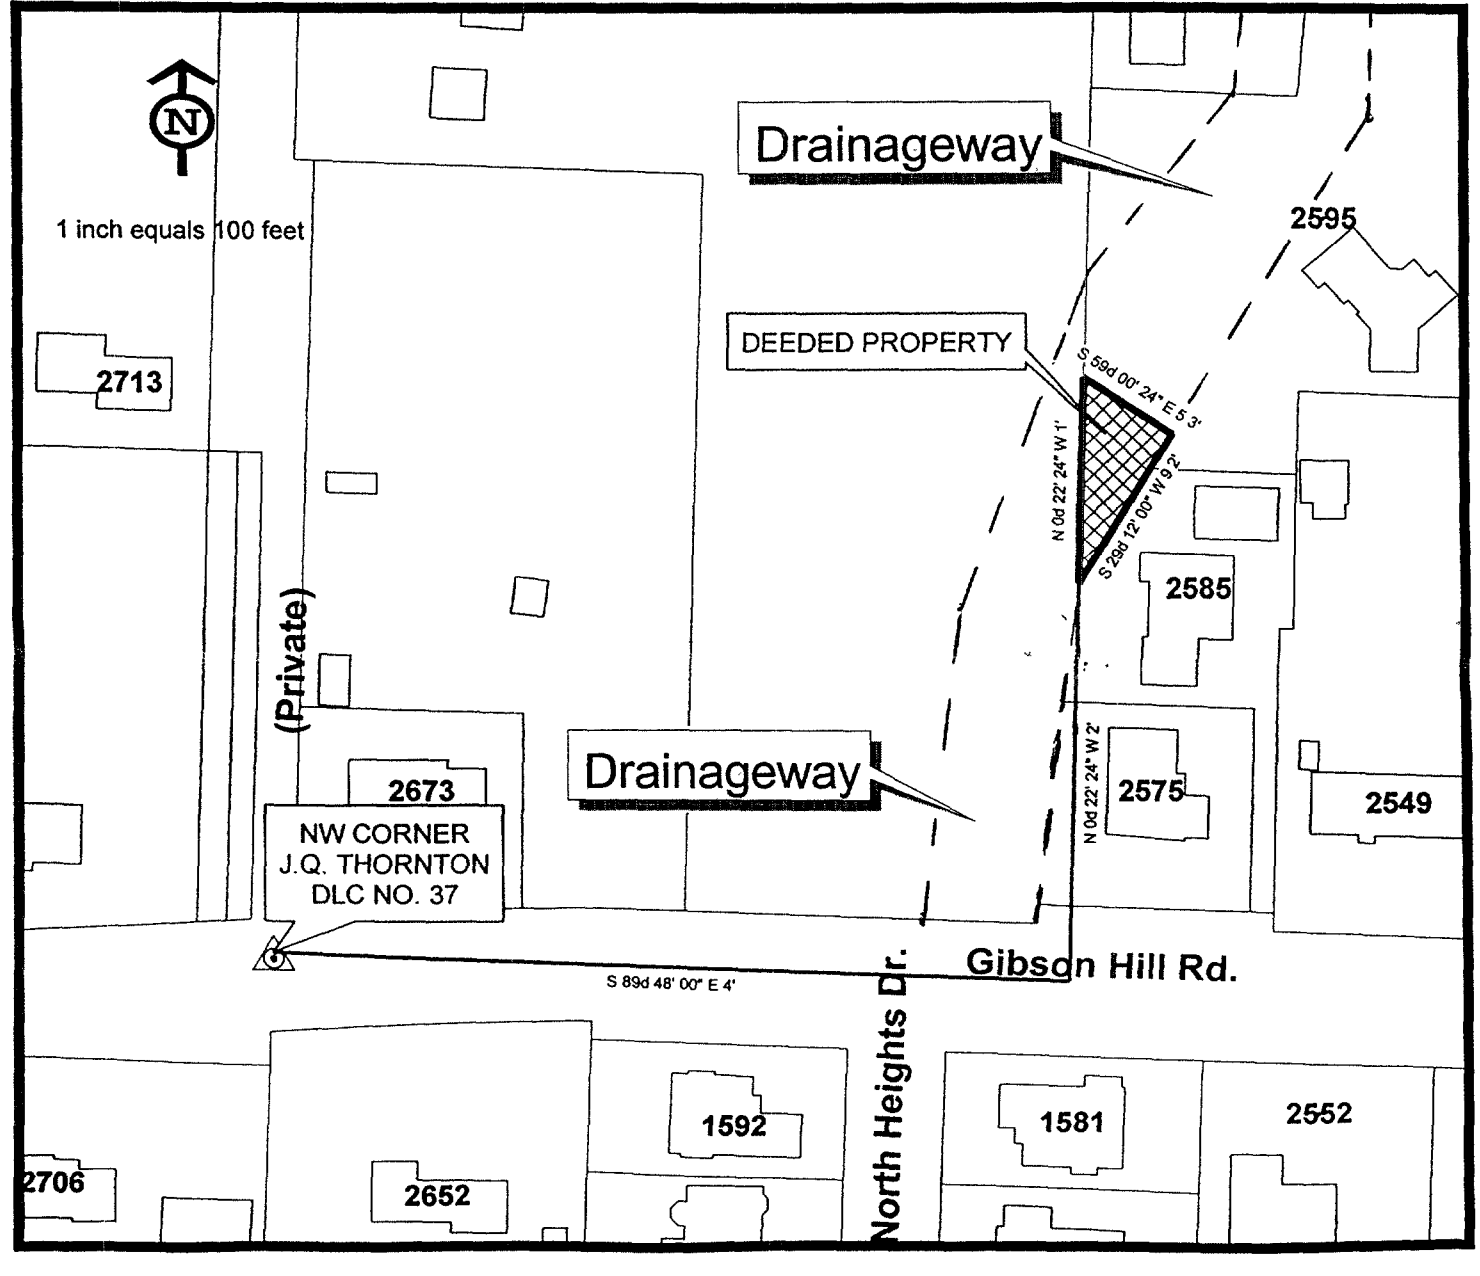 N
1 inch equals 100 feet
Drainageway
2595
DEEDED PROPERTY
S 59d 00' 24" E 5 3'
2713
N 0d 22' 24" W 1'
S 29d 12' 00" W 9 2'
2585
(Private)
Drainageway
2673
N 0d 22' 24" W 2'
2575
2549
NW CORNER
J.Q. THORNTON
DLC NO. 37
Gibson Hill Rd.
S 89d 48' 00" E 4'
North Heights Dr.
1592
1581
2552
2706
2652